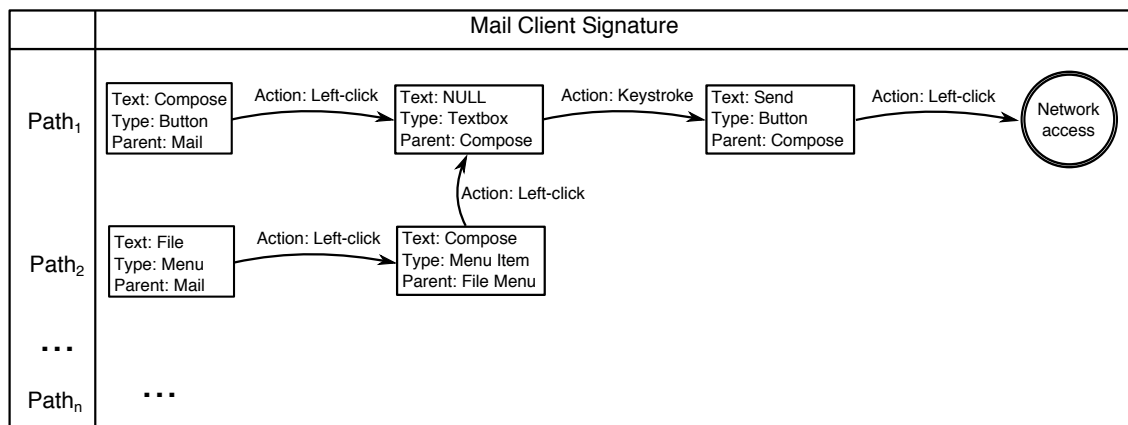 Mail Client Signature
Path1
Text: Compose
Type: Button
Parent: Mail
Action: Left-click
Text: NULL
Type: Textbox
Parent: Compose
Action: Keystroke
Text: Send
Type: Button
Parent: Compose
Action: Left-click
Network
access
Action: Left-click
Path2
Text: File
Type: Menu
Parent: Mail
Action: Left-click
Text: Compose
Type: Menu Item
Parent: File Menu
...
Pathn
...